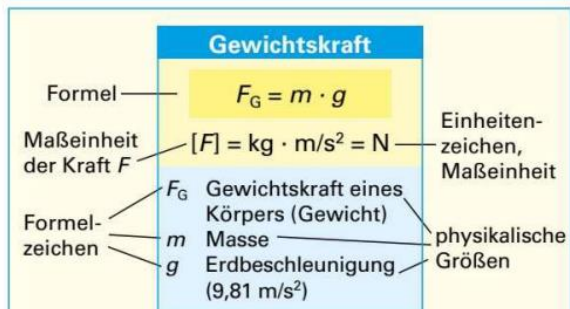 Gewichtskraft
Formel
F_G = m · g
Maßeinheit
der Kraft F
[F] = kg · m/s² = N
Einheiten-
zeichen,
Maßeinheit
Formel-
zeichen
F_G Gewichtskraft eines
Körpers (Gewicht)
m Masse
g Erdbeschleunigung
(9,81 m/s²)
physikalische
Größen